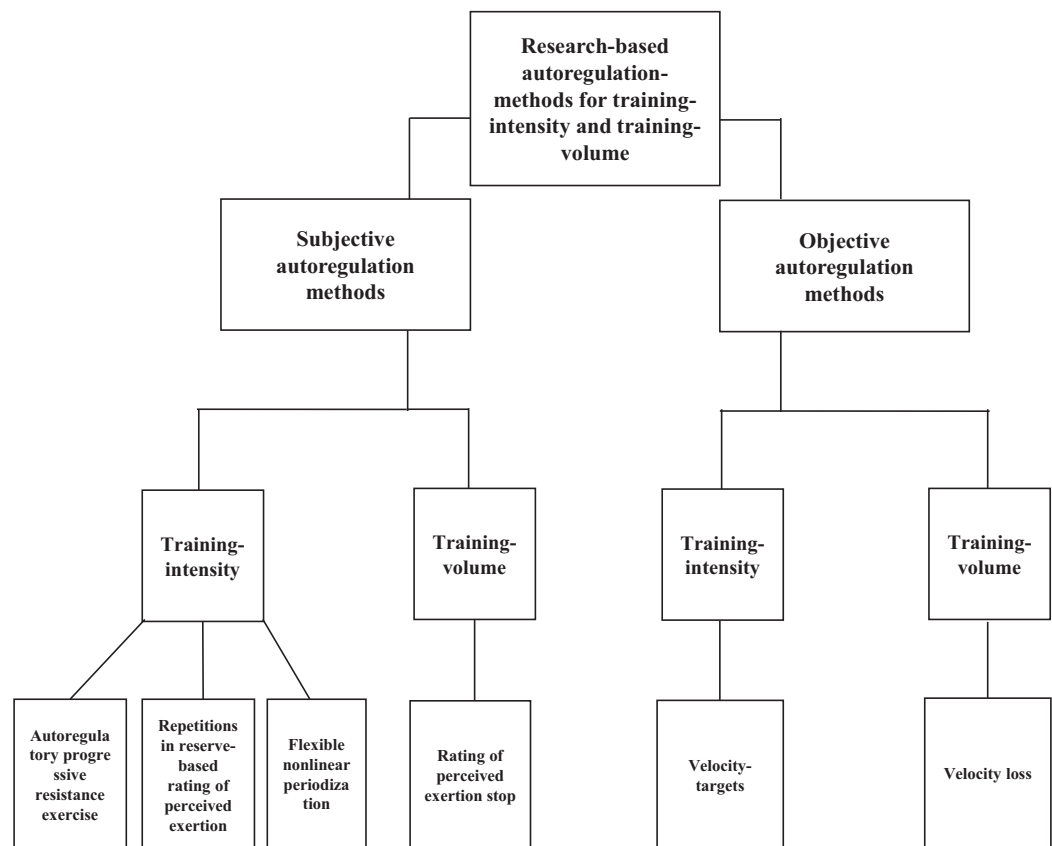 Research-based
autoregulation-
methods for training-
intensity and training-
volume
Subjective
autoregulation
methods
Objective
autoregulation
methods
Training-
intensity
Training-
volume
Training-
intensity
Training-
volume
Autoregula
tory progre
ssive
resistance
exercise
Repetitions
in reserve-
based
rating of
perceived
exertion
Flexible
nonlinear
periodiza
tion
Rating of
perceived
exertion stop
Velocity-
targets
Velocity loss